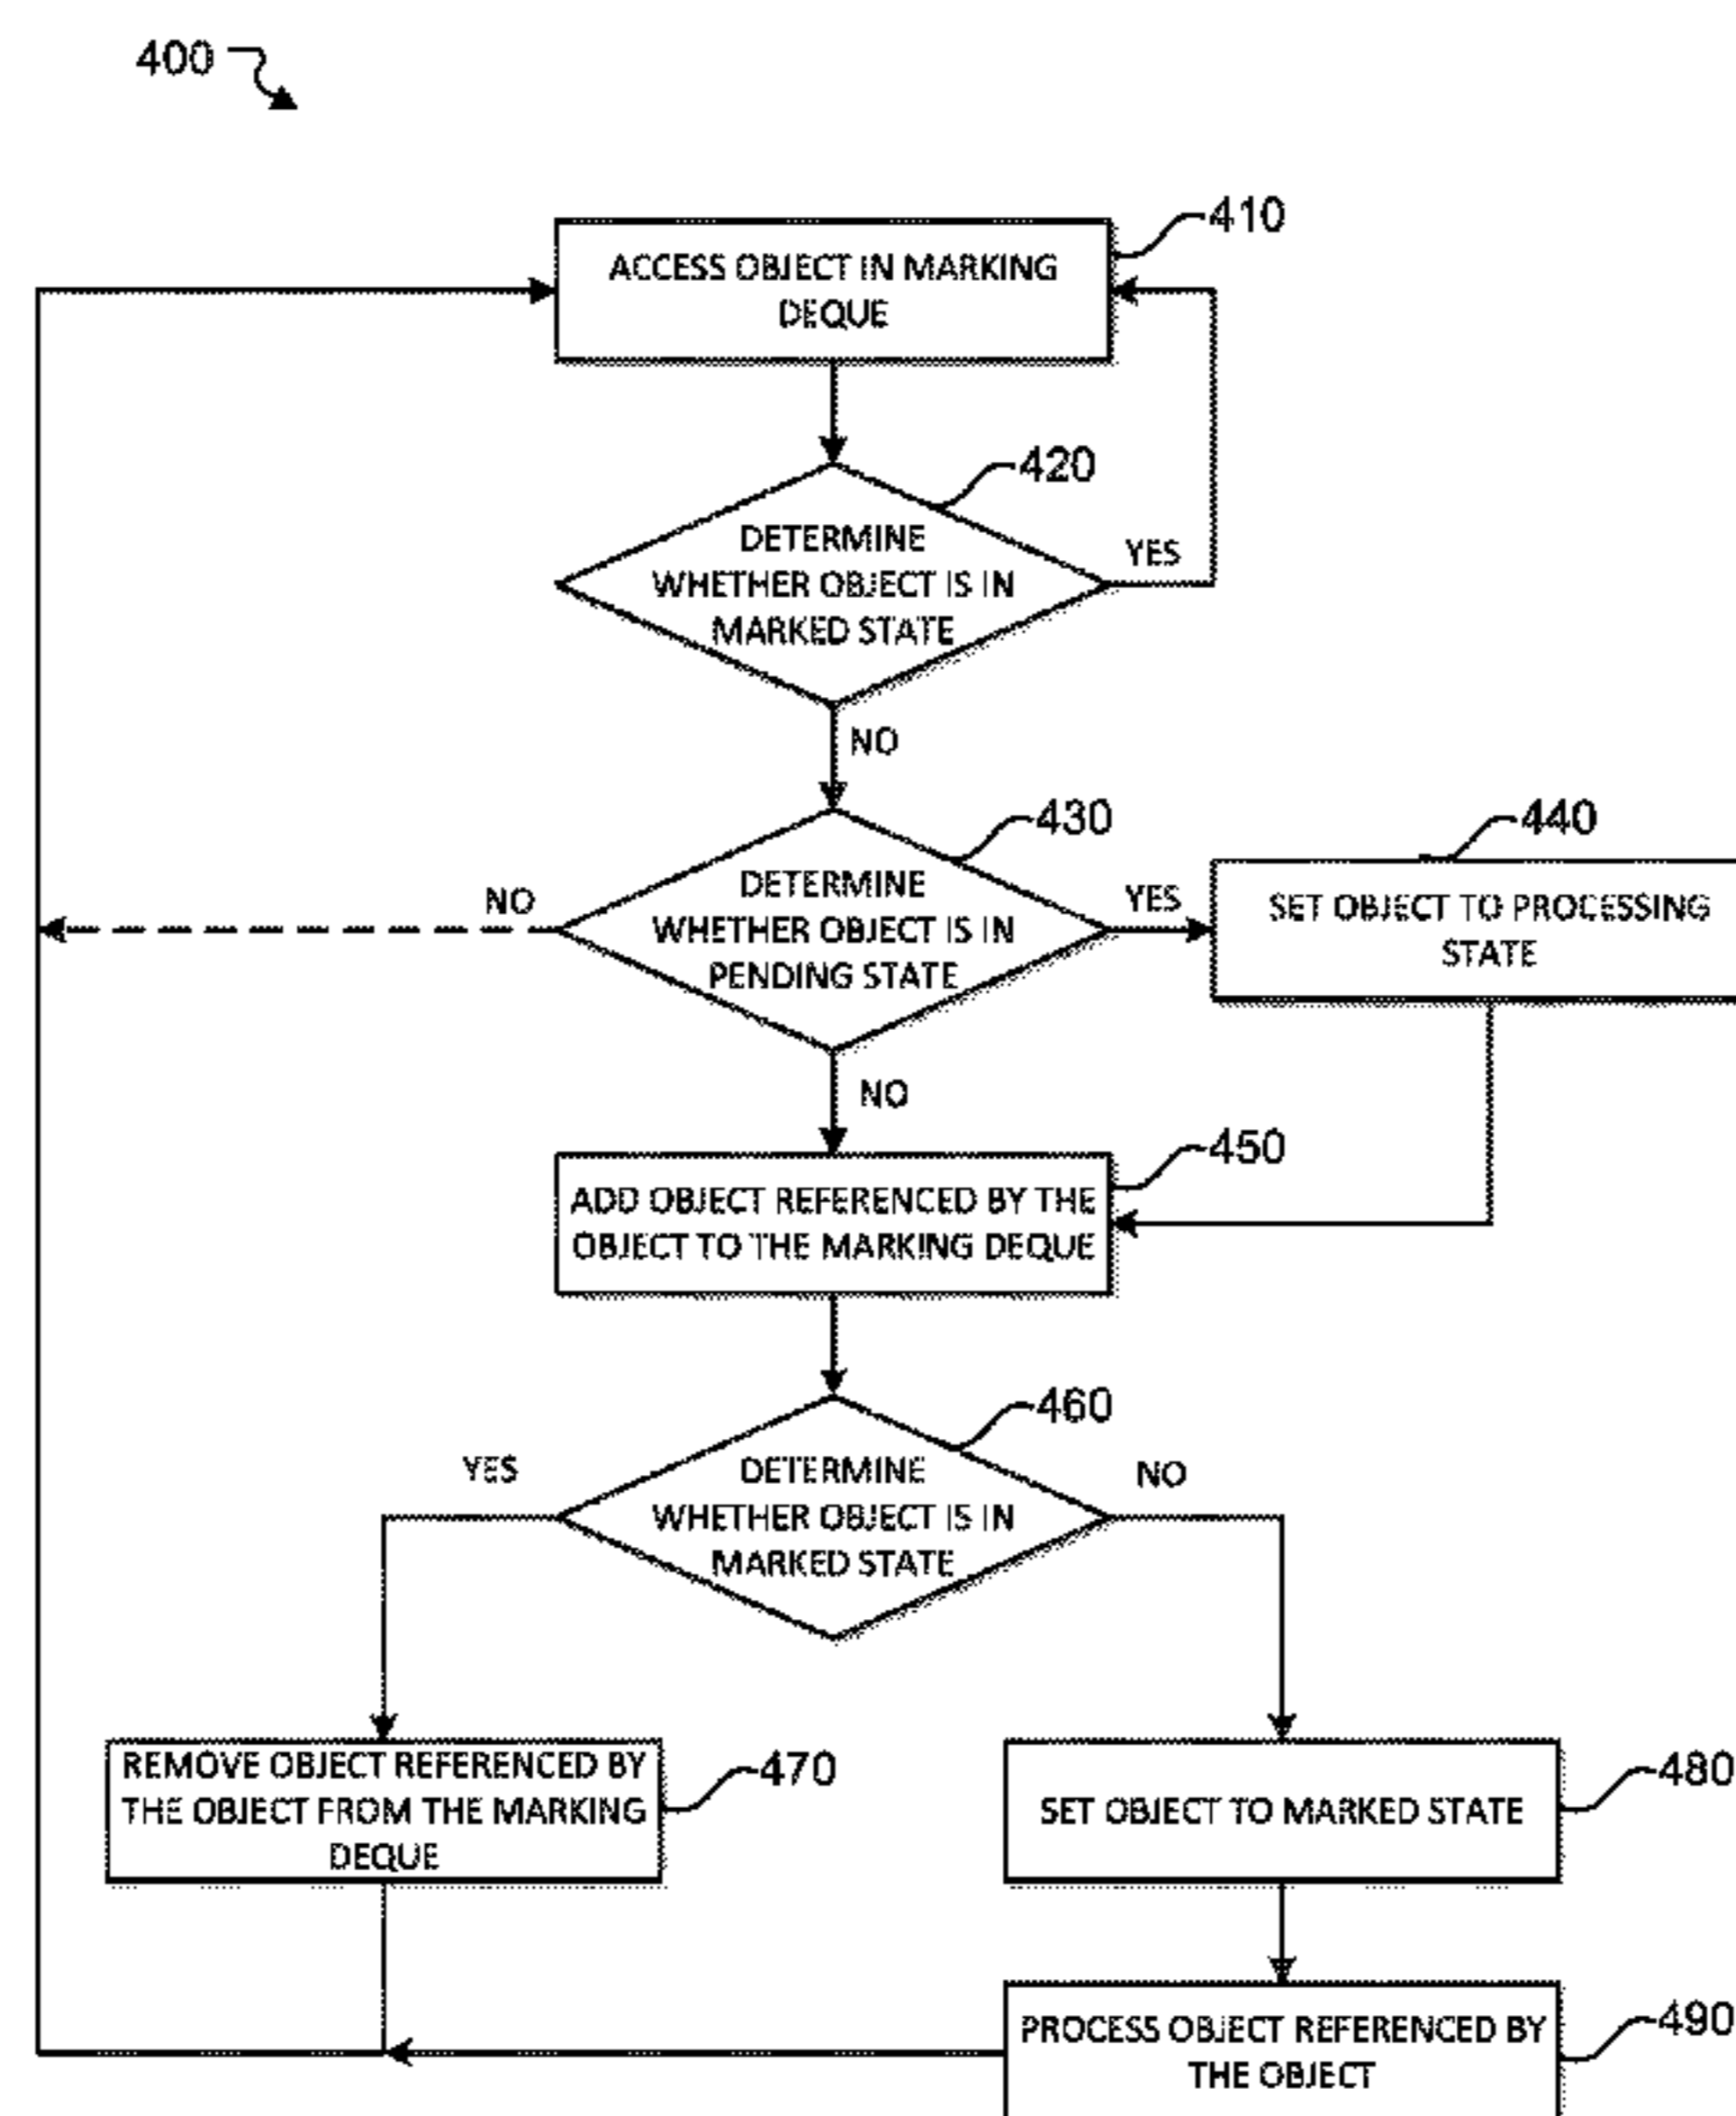 400
410
ACCESS OBJECT IN MARKING
DEQUE
420
DETERMINE
WHETHER OBJECT IS IN
MARKED STATE
YES
NO
430
440
DETERMINE
WHETHER OBJECT IS IN
PENDING STATE
NO
YES
SET OBJECT TO PROCESSING
STATE
NO
450
ADD OBJECT REFERENCED BY THE
OBJECT TO THE MARKING DEQUE
460
YES
DETERMINE
WHETHER OBJECT IS IN
MARKED STATE
NO
REMOVE OBJECT REFERENCED BY
THE OBJECT FROM THE MARKING
DEQUE
470
SET OBJECT TO MARKED STATE
480
PROCESS OBJECT REFERENCED BY
THE OBJECT
490